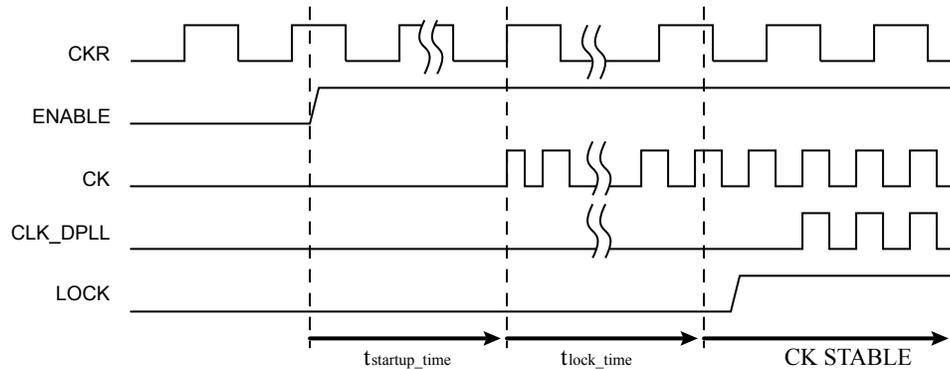 CKR
ENABLE
CK
CLK_DPLL
LOCK
tstartup_time tlock_time CK STABLE